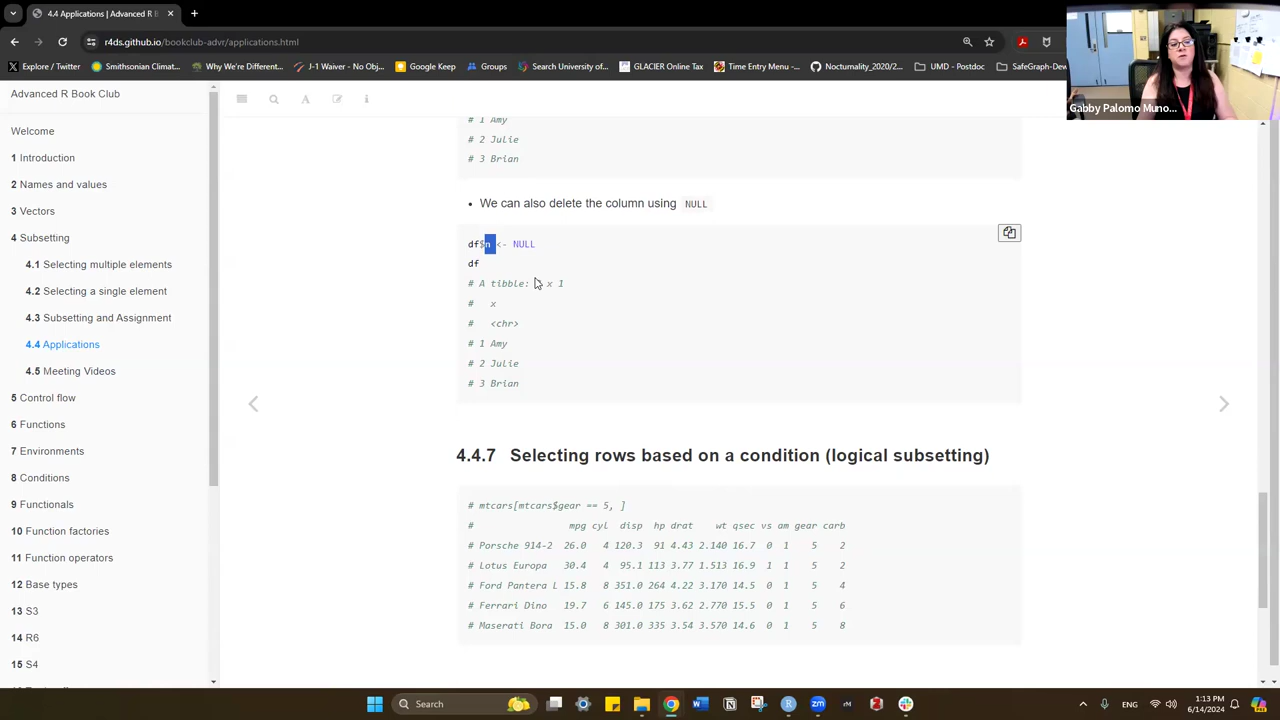 4.4 Applications | Advanced R B
r4ds.github.io/bookclub-advr/applications.html
Explore / Twitter
Smithsonian Climat...
Why We're Different...
J-1 Waiver - No Obj...
Google Keep
University of...
Entry Menu -...
Nocturnality_2020/2...
UMD - Postdoc
SafeGraph-Dew
Gabby Palomo Muno...
Advanced R Book Club
Welcome
1 Introduction
2 Names and values
3 Vectors
4 Subsetting
4.1 Selecting multiple elements
4.2 Selecting a single element
4.3 Subsetting and Assignment
4.4 Applications
4.5 Meeting Videos
5 Control flow
6 Functions
7 Environments
8 Conditions
9 Functionals
10 Function factories
11 Function operators
12 Base types
13 S3
14 R6
15 S4
# 1 Amy
# 2 Julie
# 3 Brian
• We can also delete the column using NULL
df$n <- NULL
df
# A tibble: x 1
# x
# <chr>
# 1 Amy
# 2 Julie
# 3 Brian
4.4.7 Selecting rows based on a condition (logical subsetting)
# mtcars[mtcars$gear == 5, ]
# mpg cyl disp hp drat wt qsec vs am gear carb
# Porsche 914-2 26.0 4 120.3 91 4.43 2.140 16.7 0 1 5 2
# Lotus Europa 30.4 4 95.1 113 3.77 1.513 16.9 1 1 5 2
# Ford Pantera L 15.8 8 351.0 264 4.22 3.170 14.5 0 1 5 4
# Ferrari Dino 19.7 6 145.0 175 3.62 2.770 15.5 0 1 5 6
# Maserati Bora 15.0 8 301.0 335 3.54 3.570 14.6 0 1 5 8
Search
1:13 PM
6/14/2024